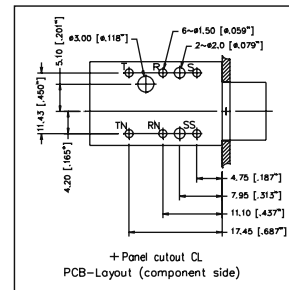 ø3.00 [ø.118"]
6~ø1.50 [ø.059"]
2~ø2.0 [ø.079"]
5.10 [.201"]
11.43 [.450"]
4.20 [.165"]
T R S
TN RN SS
4.75 [.187"]
7.95 [.313"]
11.10 [.437"]
17.45 [.687"]
+ Panel cutout CL
PCB-Layout (component side)